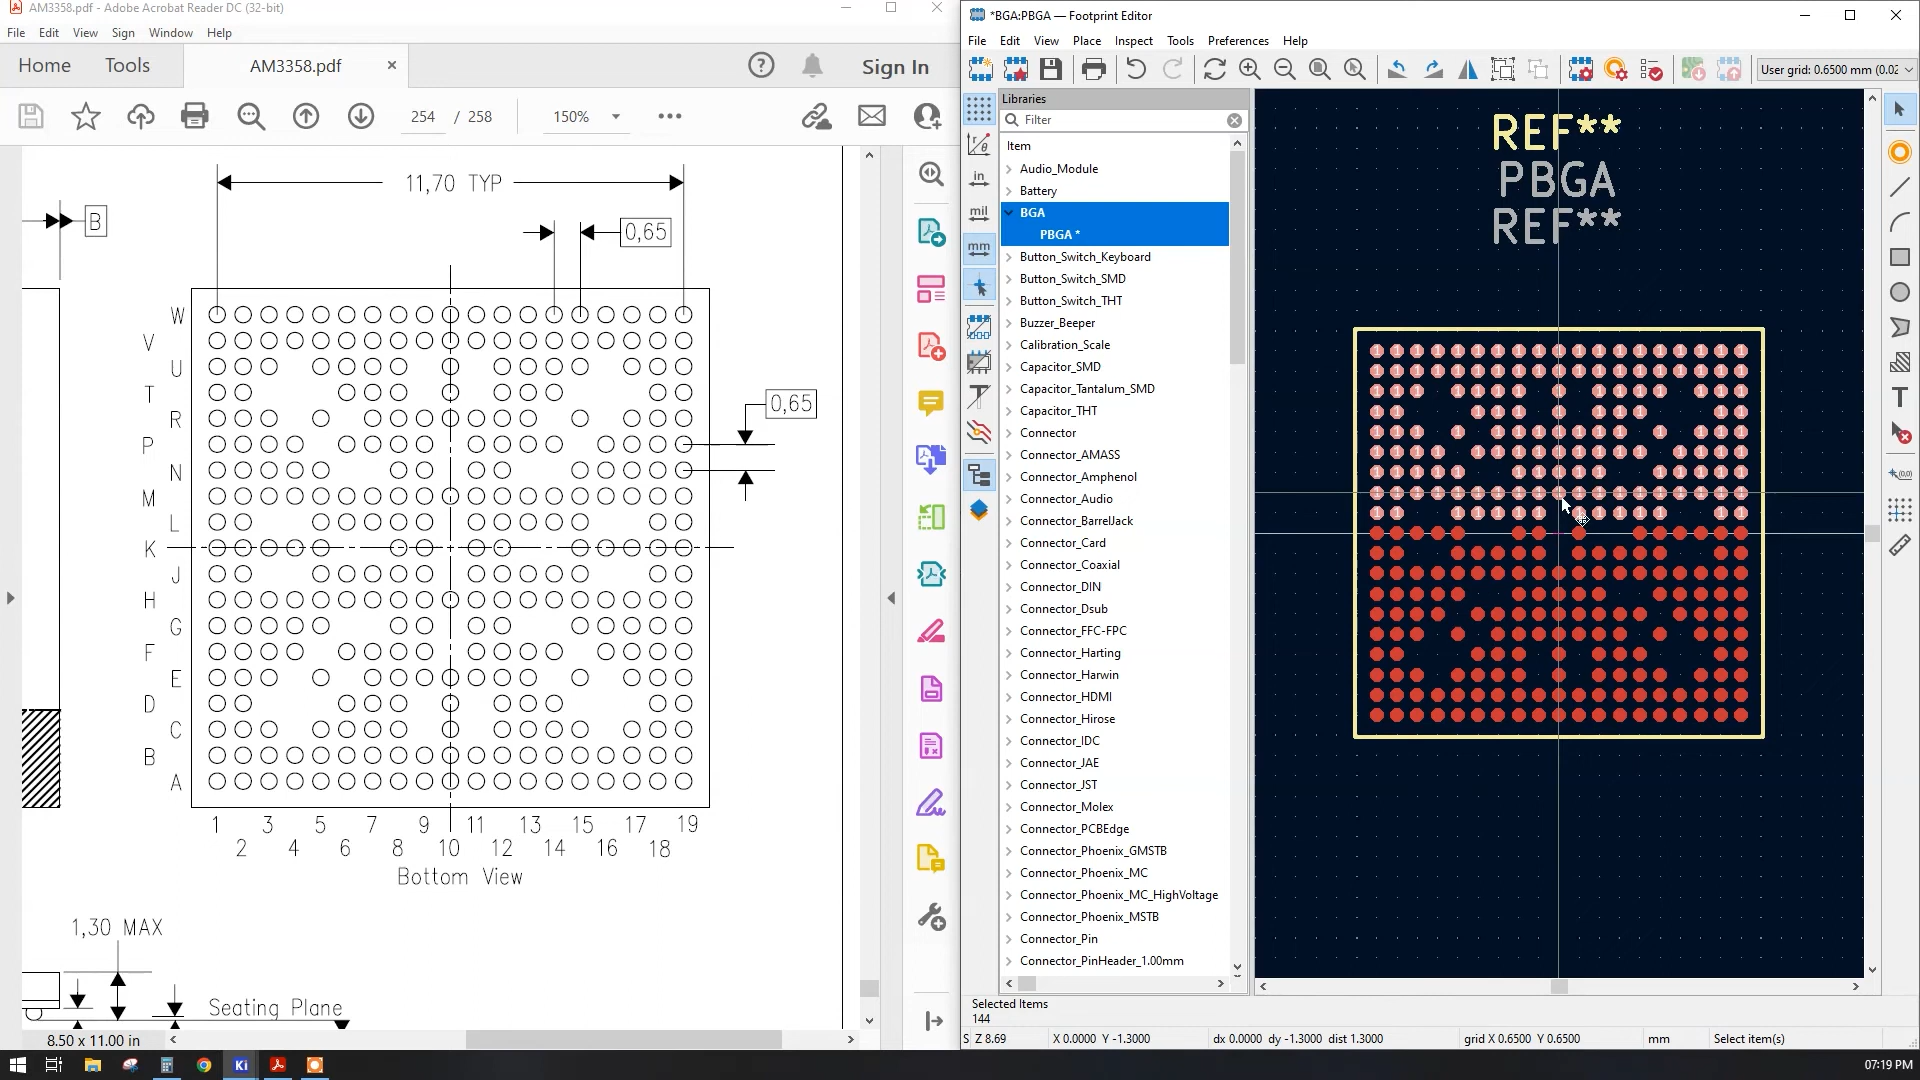 AM3358.pdf - Adobe Acrobat Reader DC (32-bit)
File Edit View Sign Window Help
Home Tools AM3358.pdf × Sign In
254 / 258 150%
11,70 TYP
B
0,65
W
V
U
T
R
0,65
P
N
M
L
K
J
H
G
F
E
D
C
B
A
1 3 5 7 9 11 13 15 17 19
2 4 6 8 10 12 14 16 18
Bottom View
1,30 MAX
Seating Plane
8.50 x 11.00 in
*BGA:PBGA — Footprint Editor
File Edit View Place Inspect Tools Preferences Help
User grid: 0.6500 mm (0.02
Libraries
Filter
Item
Audio_Module
Battery
BGA
PBGA *
Button_Switch_Keyboard
Button_Switch_SMD
Button_Switch_THT
Buzzer_Beeper
Calibration_Scale
Capacitor_SMD
Capacitor_Tantalum_SMD
Capacitor_THT
Connector
Connector_AMASS
Connector_Amphenol
Connector_Audio
Connector_BarrelJack
Connector_Card
Connector_Coaxial
Connector_DIN
Connector_Dsub
Connector_FFC-FPC
Connector_Harting
Connector_Harwin
Connector_HDMI
Connector_Hirose
Connector_IDC
Connector_JAE
Connector_JST
Connector_Molex
Connector_PCBEdge
Connector_Phoenix_GMSTB
Connector_Phoenix_MC
Connector_Phoenix_MC_HighVoltage
Connector_Phoenix_MSTB
Connector_Pin
Connector_PinHeader_1.00mm
in
mil
mm
REF**
PBGA
REF**
Selected Items
144
S Z 8.69 X 0.0000 Y -1.3000 dx 0.0000 dy -1.3000 dist 1.3000 grid X 0.6500 Y 0.6500 mm Select item(s)
Ki
07:19 PM